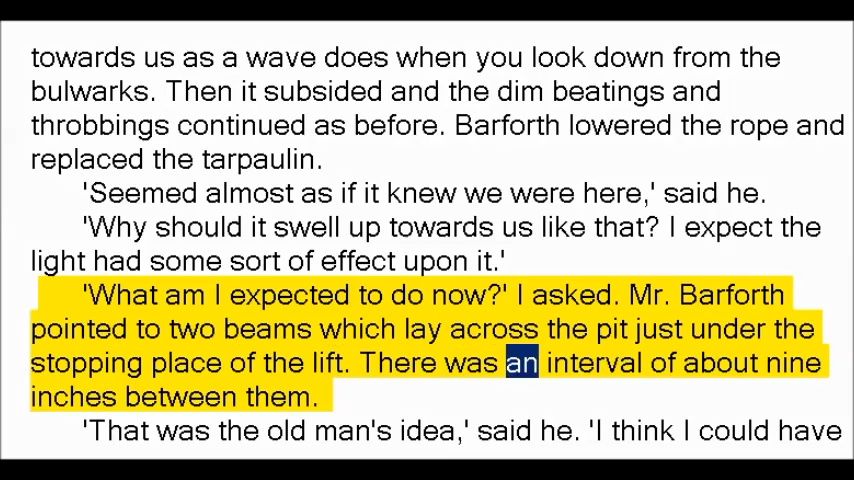 towards us as a wave does when you look down from the
bulwarks. Then it subsided and the dim beatings and
throbbings continued as before. Barforth lowered the rope and
replaced the tarpaulin.
'Seemed almost as if it knew we were here,' said he.
'Why should it swell up towards us like that? I expect the
light had some sort of effect upon it.'
'What am I expected to do now?' I asked. Mr. Barforth
pointed to two beams which lay across the pit just under the
stopping place of the lift. There was an interval of about nine
inches between them.
'That was the old man's idea,' said he. 'I think I could have